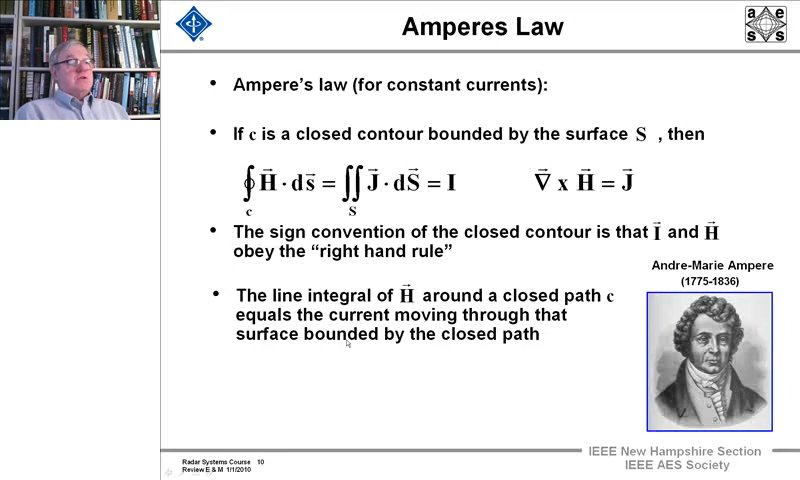 Amperes Law
a e
s s
• Ampere's law (for constant currents):
• If c is a closed contour bounded by the surface S , then
∮c H⃗ · ds⃗ = ∬S J⃗ · dS⃗ = I    ∇⃗ x H⃗ = J⃗
• The sign convention of the closed contour is that I⃗ and H⃗
obey the “right hand rule”
Andre-Marie Ampere
(1775-1836)
• The line integral of H⃗ around a closed path c
equals the current moving through that
surface bounded by the closed path
Radar Systems Course 10
Review E & M 1/1/2010
IEEE New Hampshire Section
IEEE AES Society